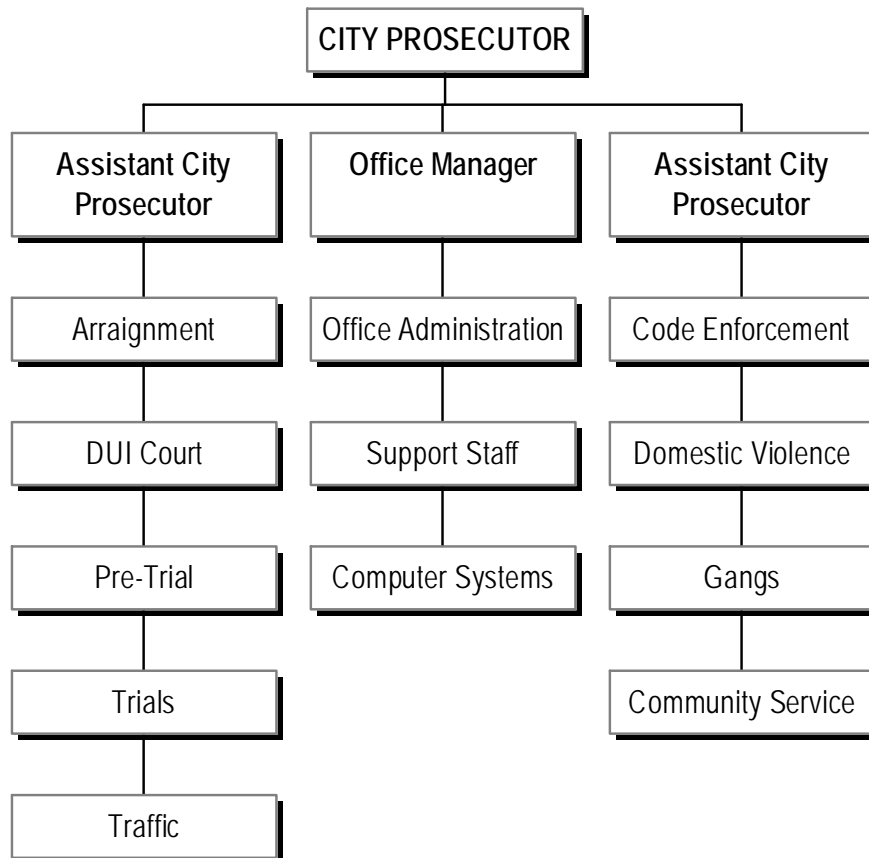 CITY PROSECUTOR
Assistant City
Prosecutor
Office Manager
Assistant City
Prosecutor
Arraignment
Office Administration
Code Enforcement
DUI Court
Support Staff
Domestic Violence
Pre-Trial
Computer Systems
Gangs
Trials
Community Service
Traffic